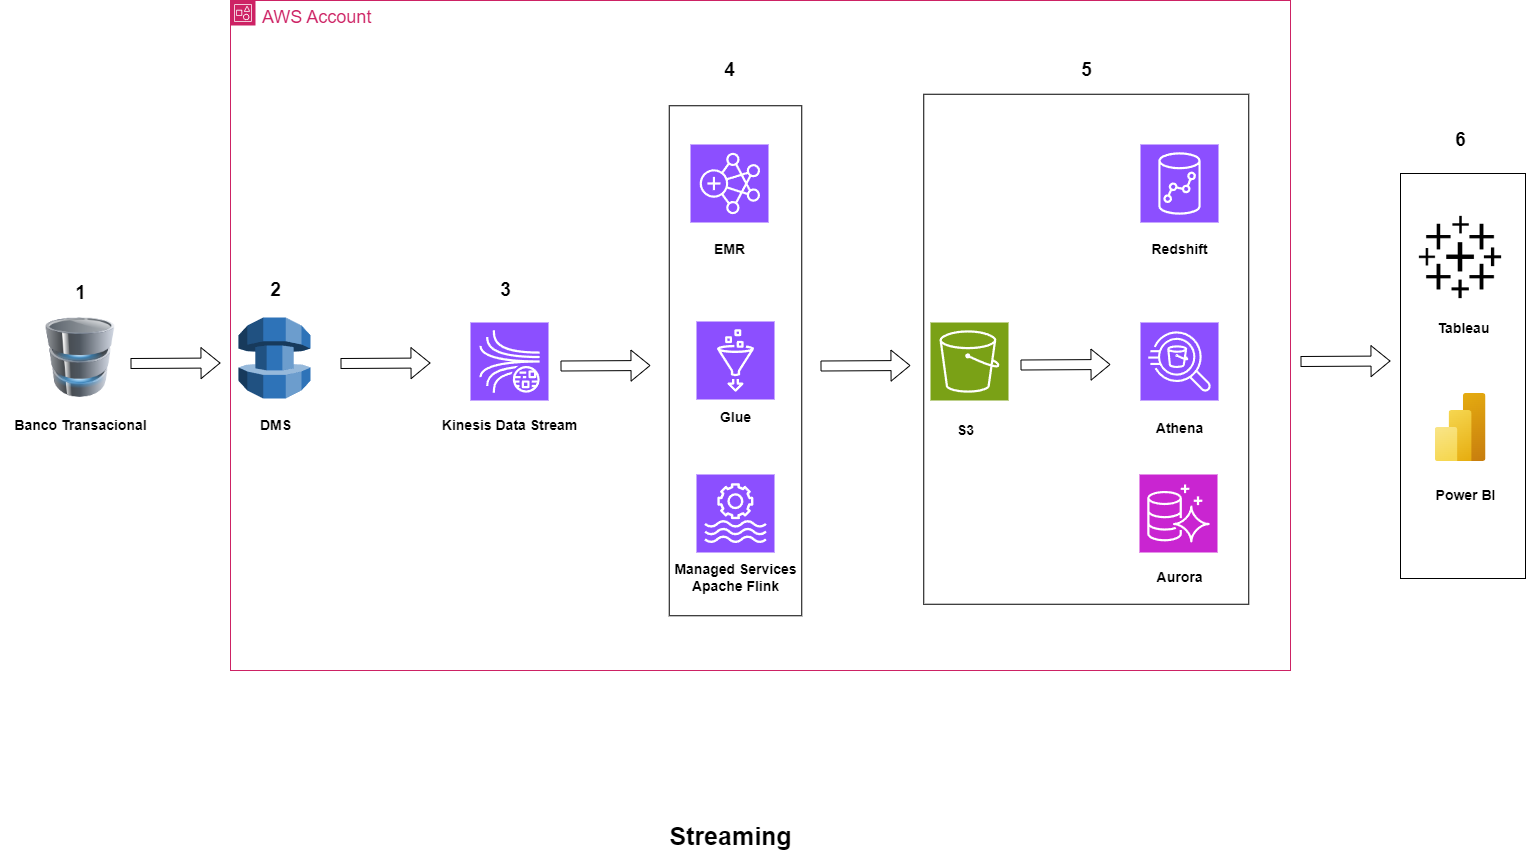 AWS Account
4
5
6
EMR
Redshift
1
2
3
Tableau
Banco Transacional
DMS
Kinesis Data Stream
Glue
S3
Athena
Power BI
Managed Services
Apache Flink
Aurora
Streaming